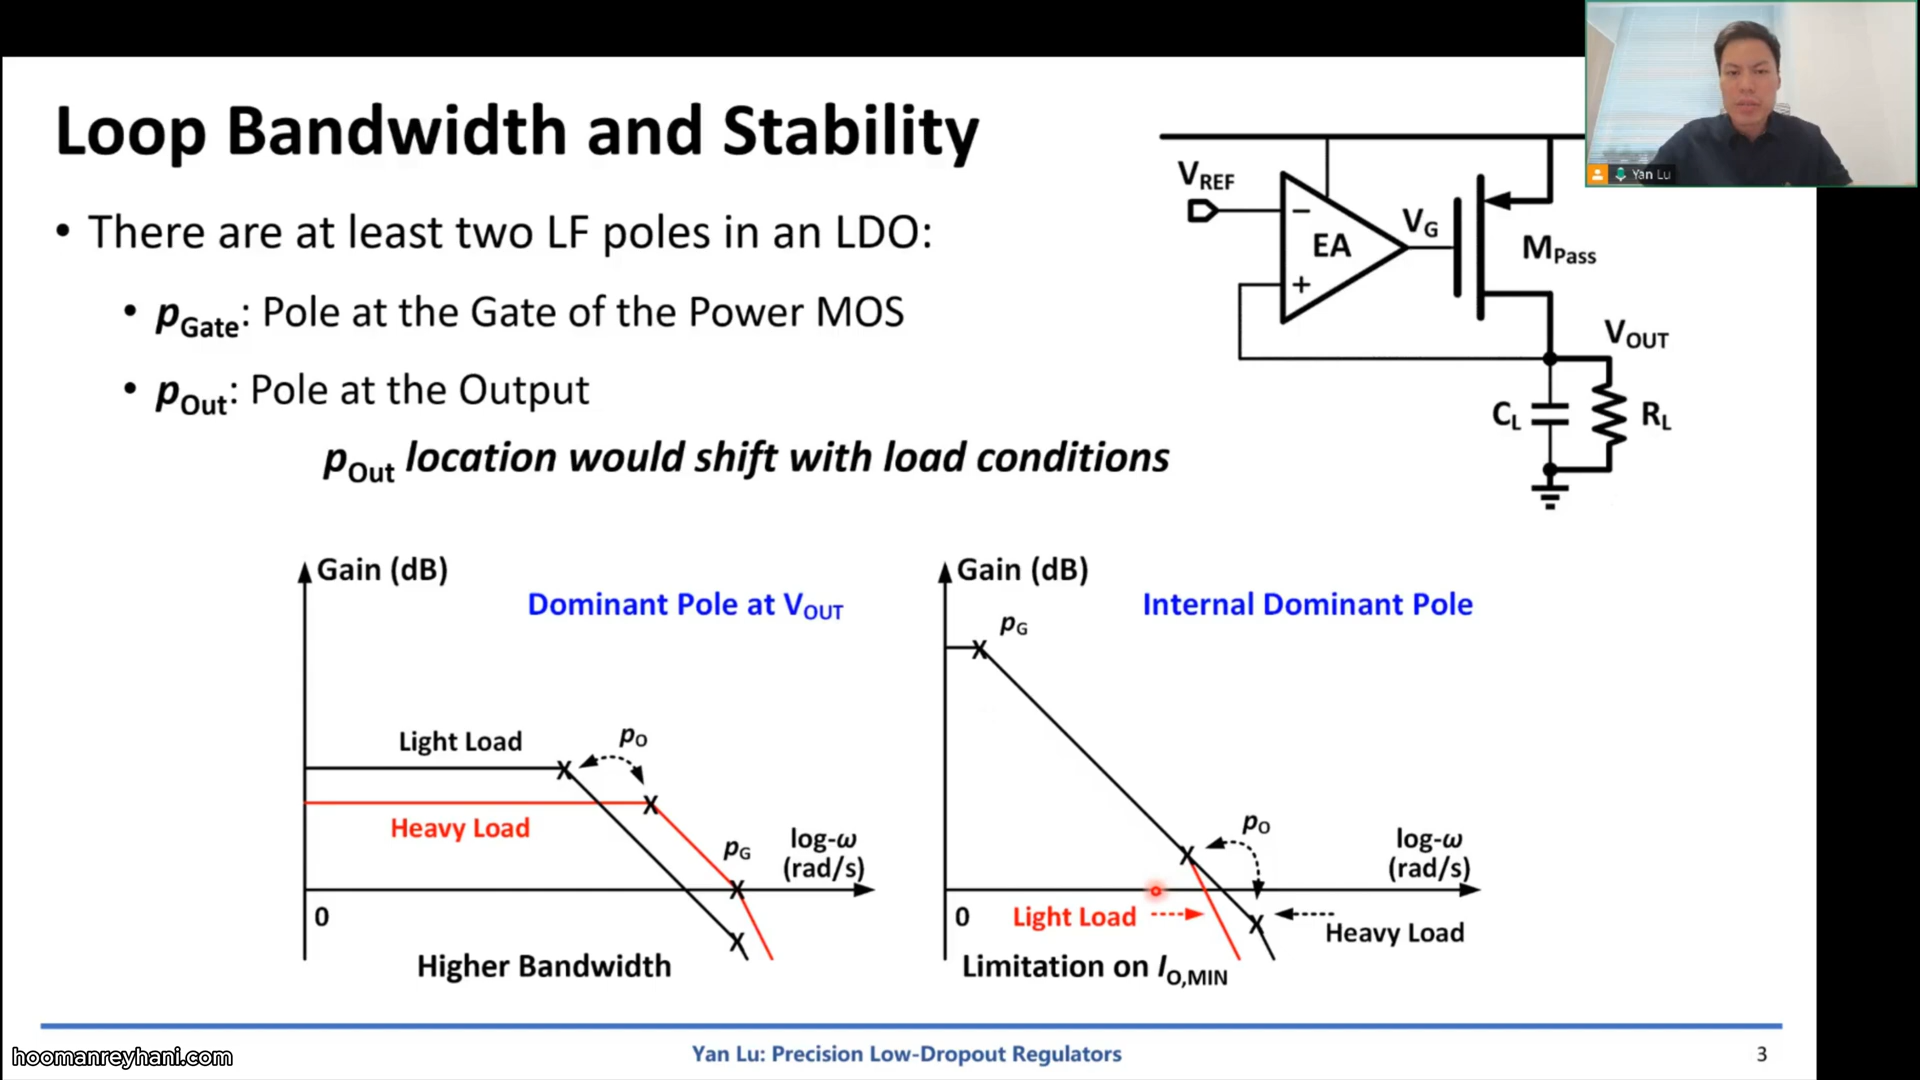 Loop Bandwidth and Stability
• There are at least two LF poles in an LDO:
• pGate: Pole at the Gate of the Power MOS
• pOut: Pole at the Output
pOut location would shift with load conditions
VREF
−
+
EA
VG
MPass
VOUT
CL
RL
Yan Lu
Gain (dB)
Dominant Pole at VOUT
Light Load
pO
Heavy Load
pG
log-ω
(rad/s)
0
Higher Bandwidth
Gain (dB)
Internal Dominant Pole
pG
pO
log-ω
(rad/s)
0
Light Load
Heavy Load
Limitation on IO,MIN
Yan Lu: Precision Low-Dropout Regulators
3
hoomanreyhani.com